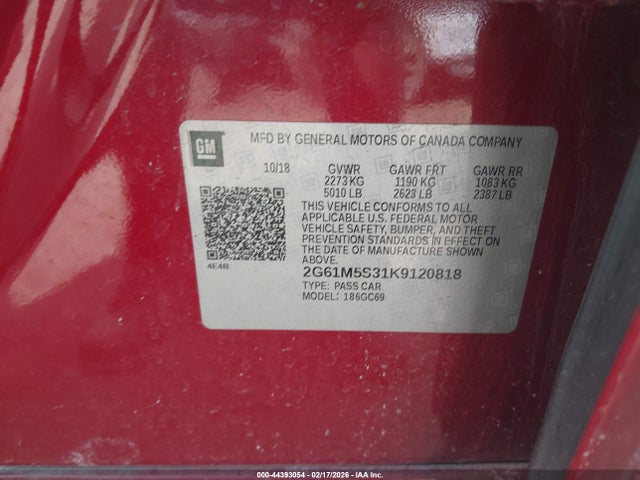 GM
MFD BY GENERAL MOTORS OF CANADA COMPANY
10/18 GVWR GAWR FRT GAWR RR
2273 KG 1190 KG 1083 KG
5010 LB 2623 LB 2387 LB
THIS VEHICLE CONFORMS TO ALL
APPLICABLE U.S. FEDERAL MOTOR
VEHICLE SAFETY, BUMPER, AND THEFT
PREVENTION STANDARDS IN EFFECT ON
THE DATE OF MANUFACTURE SHOWN
ABOVE.
4E4B
2G61M5S31K9120818
TYPE: PASS CAR
MODEL: 186GC69
000-44393054 - 02/17/2026 - IAA Inc.